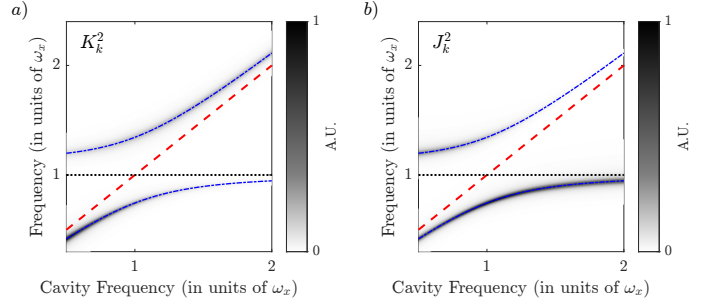 a)
b)
K_k^2
J_k^2
Frequency (in units of ω_x)
2
1
1
2
Cavity Frequency (in units of ω_x)
1
0
A.U.
Frequency (in units of ω_x)
2
1
1
2
Cavity Frequency (in units of ω_x)
1
0
A.U.